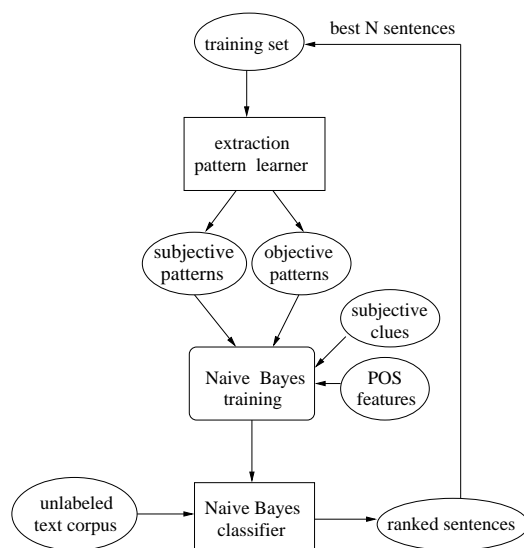 best N sentences
training set
extraction
pattern learner
subjective
patterns
objective
patterns
subjective
clues
Naive Bayes
training
POS
features
unlabeled
text corpus
Naive Bayes
classifier
ranked sentences